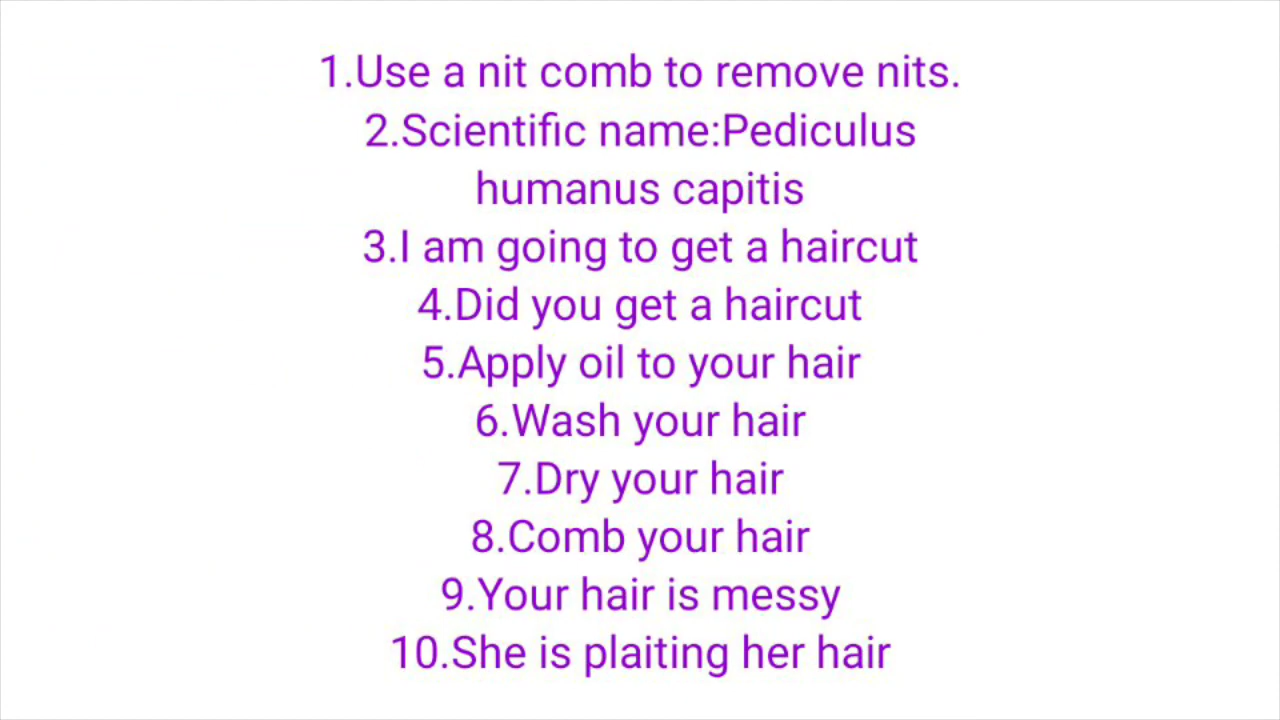 1.Use a nit comb to remove nits.
2.Scientific name:Pediculus
humanus capitis
3.I am going to get a haircut
4.Did you get a haircut
5.Apply oil to your hair
6.Wash your hair
7.Dry your hair
8.Comb your hair
9.Your hair is messy
10.She is plaiting her hair